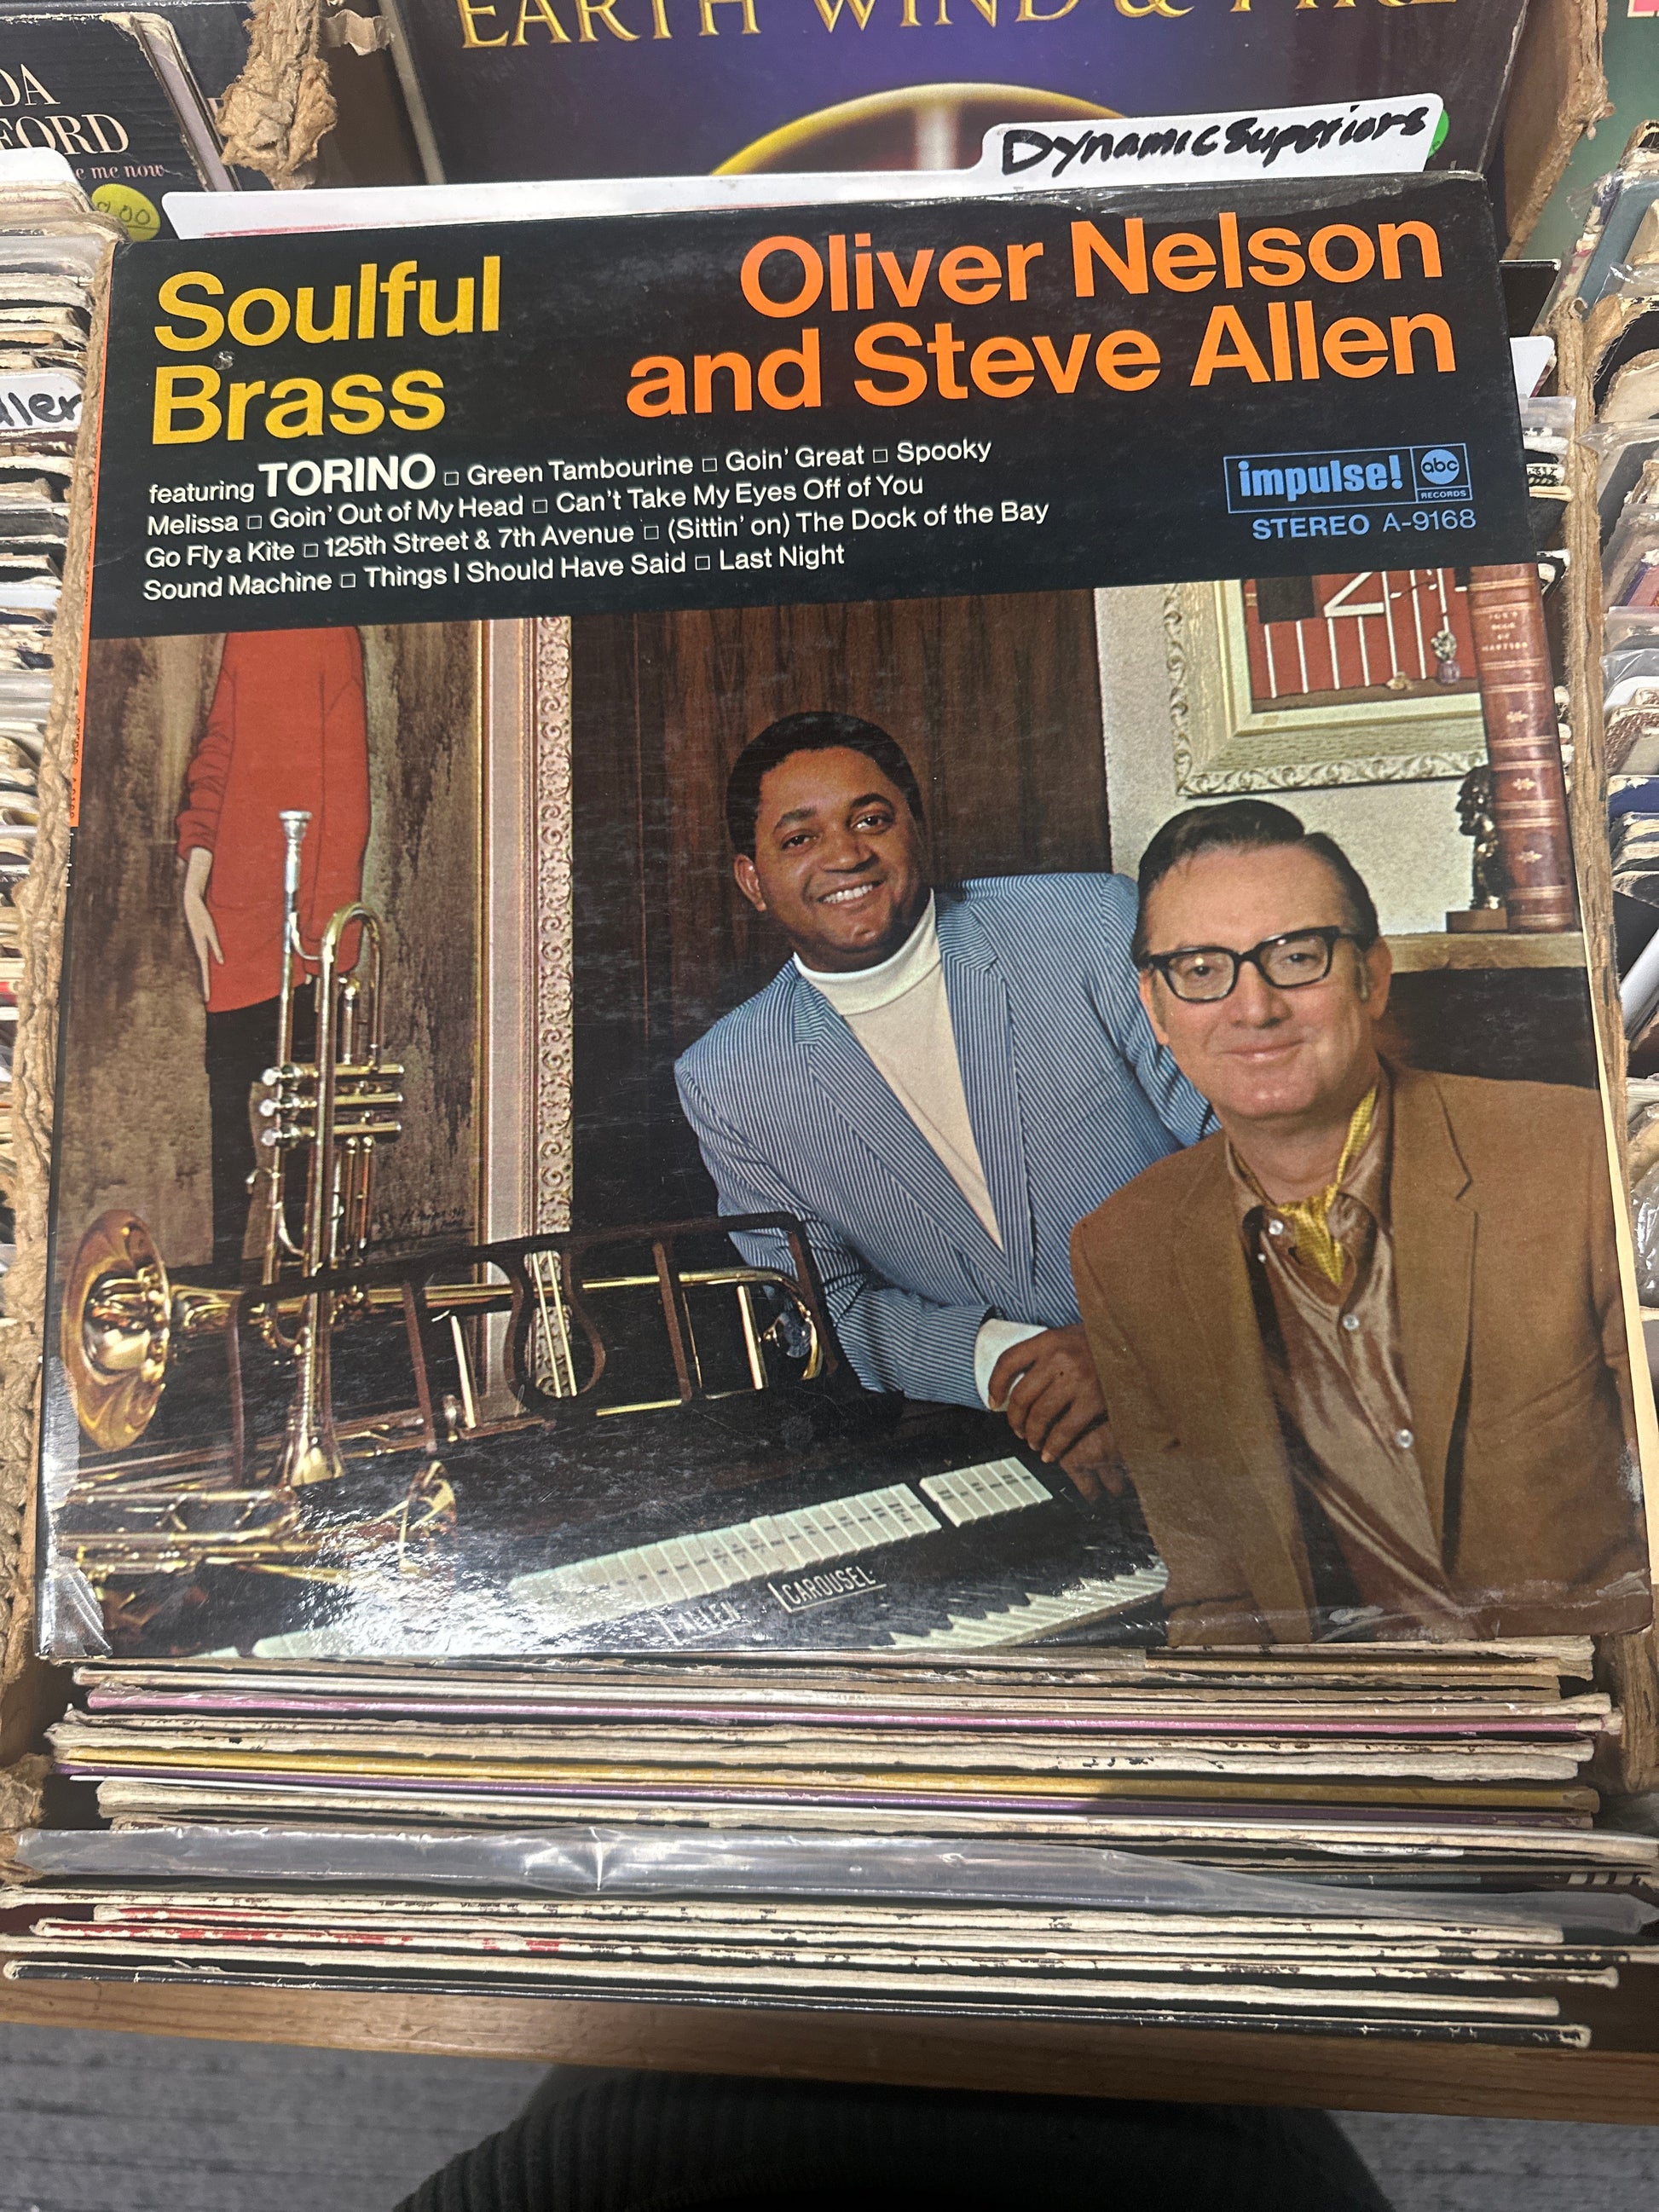 EARTH WIND & FIRE
DA
FORD
e me now
Dynamic Superiors
.00
Soulful
Brass
Oliver Nelson
and Steve Allen
featuring TORINO □ Green Tambourine □ Goin' Great □ Spooky
Melissa □ Goin' Out of My Head □ Can't Take My Eyes Off of You
Go Fly a Kite □ 125th Street & 7th Avenue □ (Sittin' on) The Dock of the Bay
Sound Machine □ Things I Should Have Said □ Last Night
impulse! abc
RECORDS
STEREO A-9168
ALLEN CAROUSEL